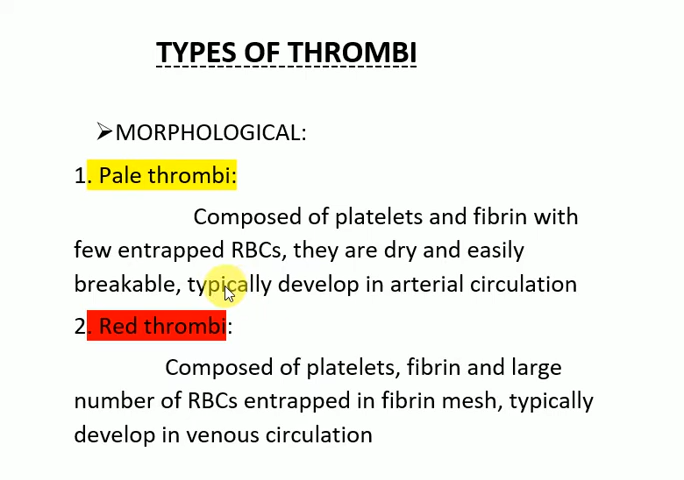 TYPES OF THROMBI
➢MORPHOLOGICAL:
1. Pale thrombi:
Composed of platelets and fibrin with
few entrapped RBCs, they are dry and easily
breakable, typically develop in arterial circulation
2. Red thrombi:
Composed of platelets, fibrin and large
number of RBCs entrapped in fibrin mesh, typically
develop in venous circulation